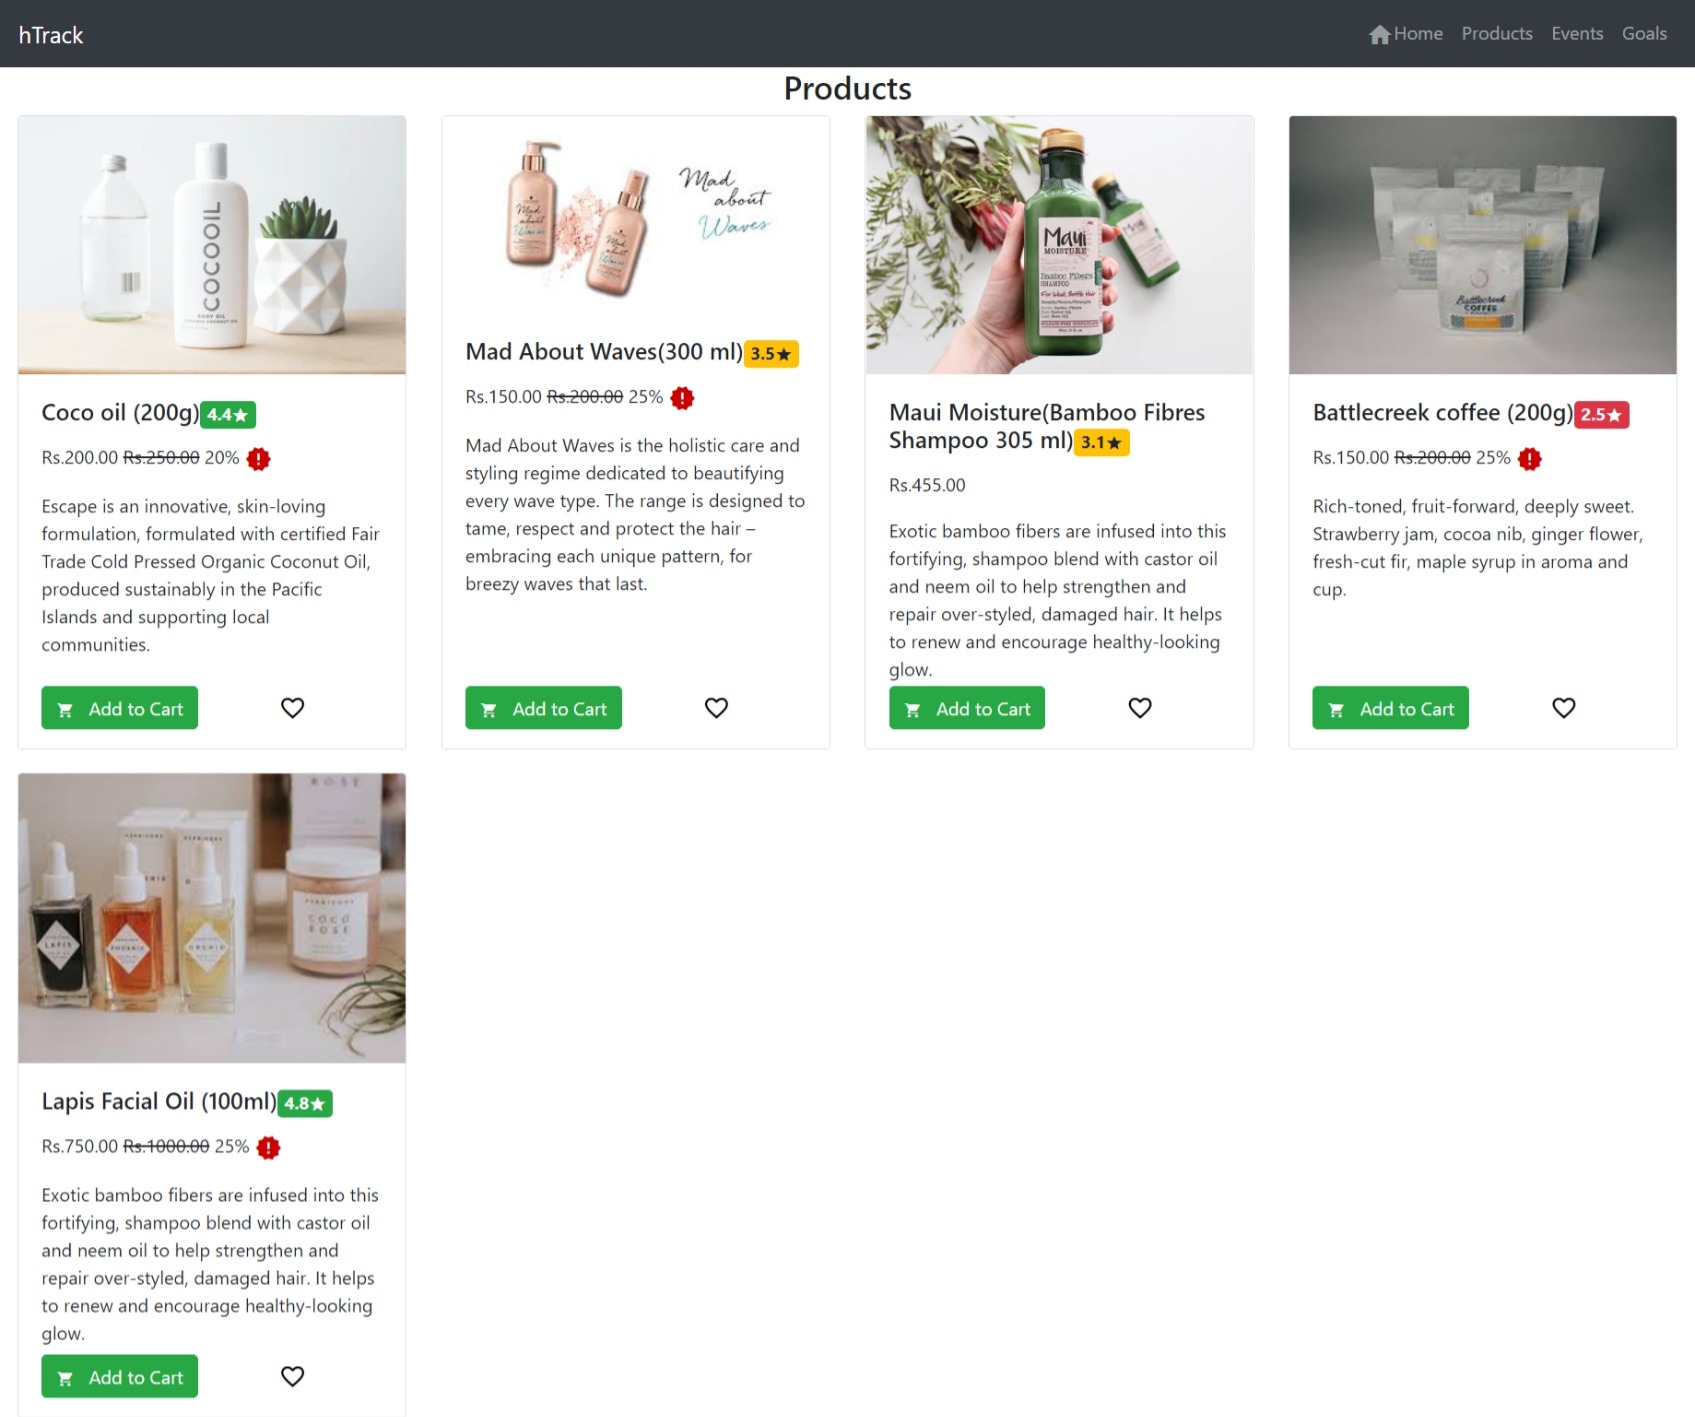 hTrack
Home Products Events Goals
Products
COCOOIL
BODY OIL
Coco oil (200g) 4.4★
Rs.200.00 Rs.250.00 20%
Escape is an innovative, skin-loving
formulation, formulated with certified Fair
Trade Cold Pressed Organic Coconut Oil,
produced sustainably in the Pacific
Islands and supporting local
communities.
Add to Cart
Mad
about
Waves
Mad
about
Mad
about
Waves
Mad About Waves(300 ml) 3.5★
Rs.150.00 Rs.200.00 25%
Mad About Waves is the holistic care and
styling regime dedicated to beautifying
every wave type. The range is designed to
tame, respect and protect the hair –
embracing each unique pattern, for
breezy waves that last.
Add to Cart
Maui
MOISTURE
Bamboo Fibers
SHAMPOO
Maui Moisture(Bamboo Fibres
Shampoo 305 ml) 3.1★
Rs.455.00
Exotic bamboo fibers are infused into this
fortifying, shampoo blend with castor oil
and neem oil to help strengthen and
repair over-styled, damaged hair. It helps
to renew and encourage healthy-looking
glow.
Add to Cart
Battlecreek
COFFEE
Battlecreek coffee (200g) 2.5★
Rs.150.00 Rs.200.00 25%
Rich-toned, fruit-forward, deeply sweet.
Strawberry jam, cocoa nib, ginger flower,
fresh-cut fir, maple syrup in aroma and
cup.
Add to Cart
ROSE
LAPIS
PHOENIX
ORCHID
COCO
ROSE
Lapis Facial Oil (100ml) 4.8★
Rs.750.00 Rs.1000.00 25%
Exotic bamboo fibers are infused into this
fortifying, shampoo blend with castor oil
and neem oil to help strengthen and
repair over-styled, damaged hair. It helps
to renew and encourage healthy-looking
glow.
Add to Cart